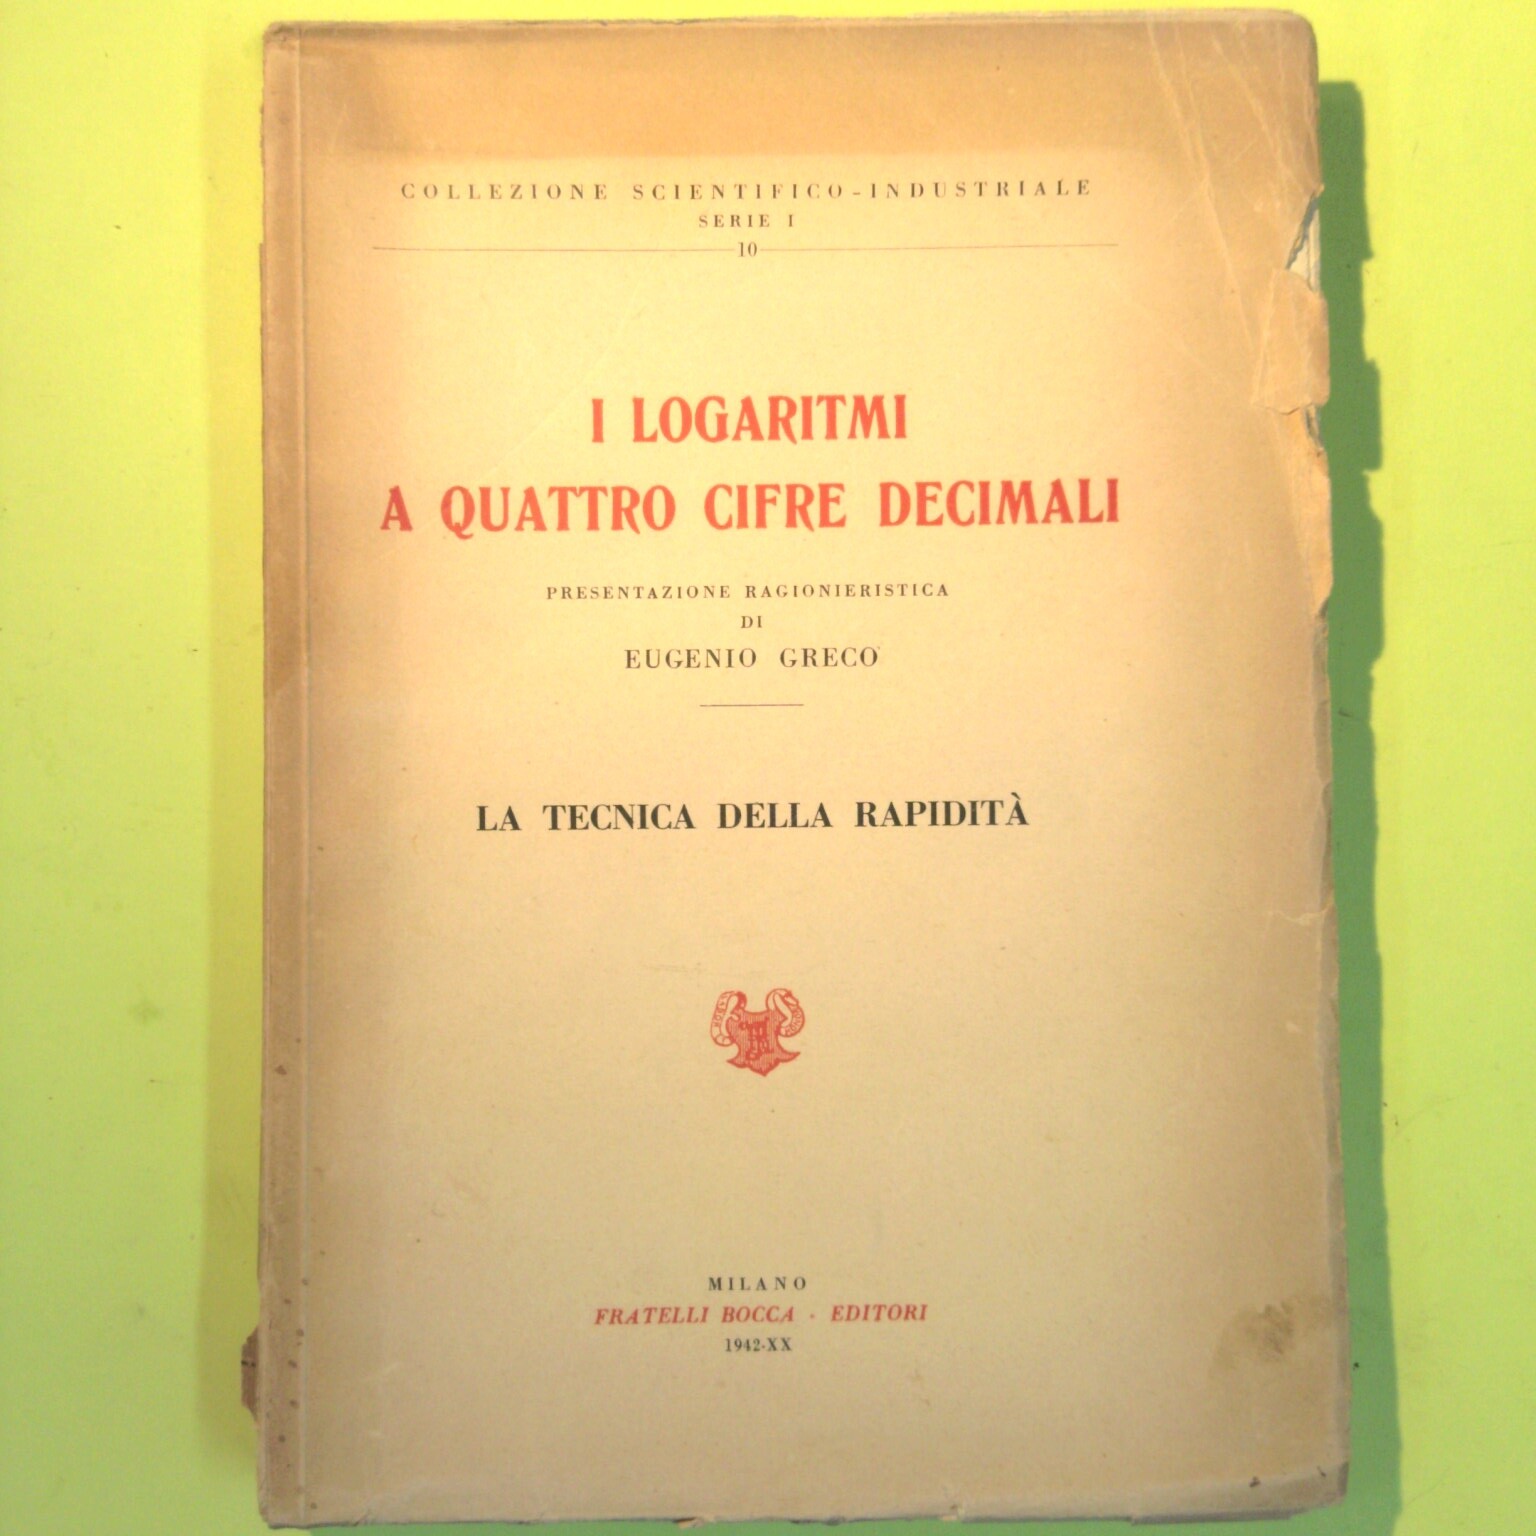 COLLEZIONE SCIENTIFICO-INDUSTRIALE
SERIE I
10
I LOGARITMI
A QUATTRO CIFRE DECIMALI
PRESENTAZIONE RAGIONIERISTICA
DI
EUGENIO GRECO
LA TECNICA DELLA RAPIDITÀ
MILANO
FRATELLI BOCCA - EDITORI
1942-XX